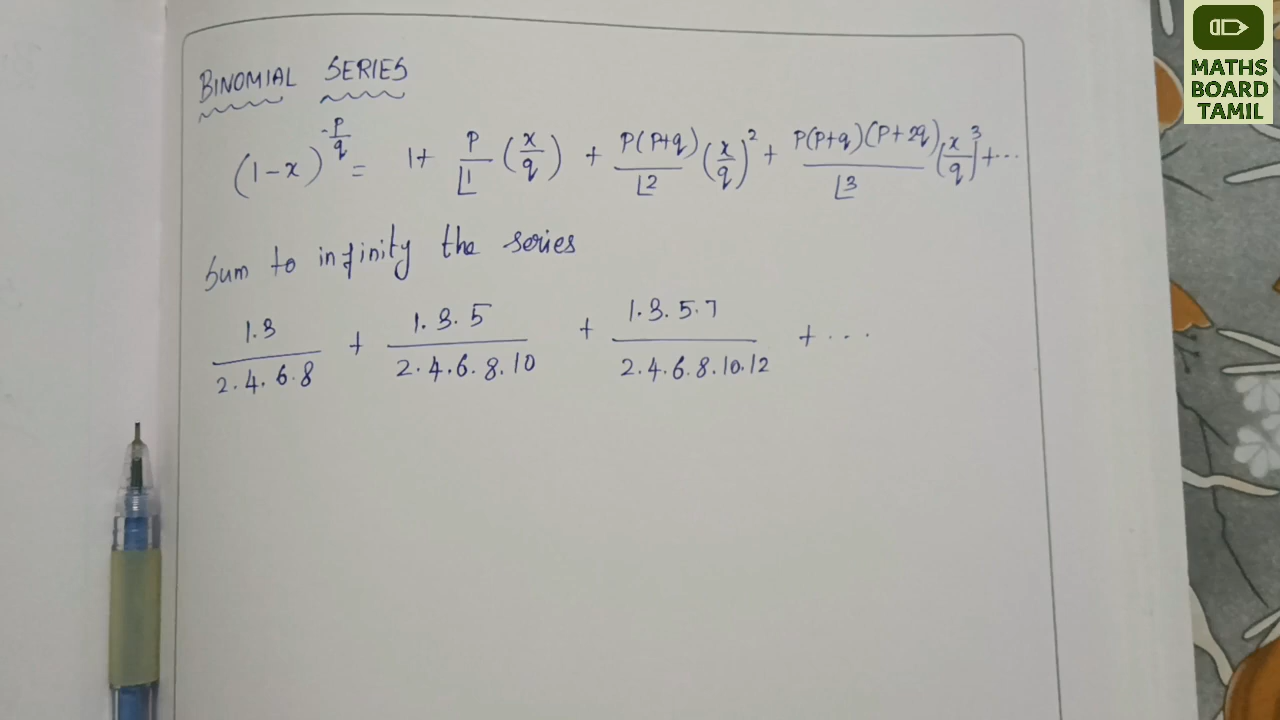 BINOMIAL SERIES
(1-x)^{-P/q} = 1 + P/⌊1 (x/q) + P(P+q)/⌊2 (x/q)^2 + P(P+q)(P+2q)/⌊3 (x/q)^3 + ...
Sum to infinity the series
1.3/2.4.6.8 + 1.3.5/2.4.6.8.10 + 1.3.5.7/2.4.6.8.10.12 + ...
MATHS
BOARD
TAMIL